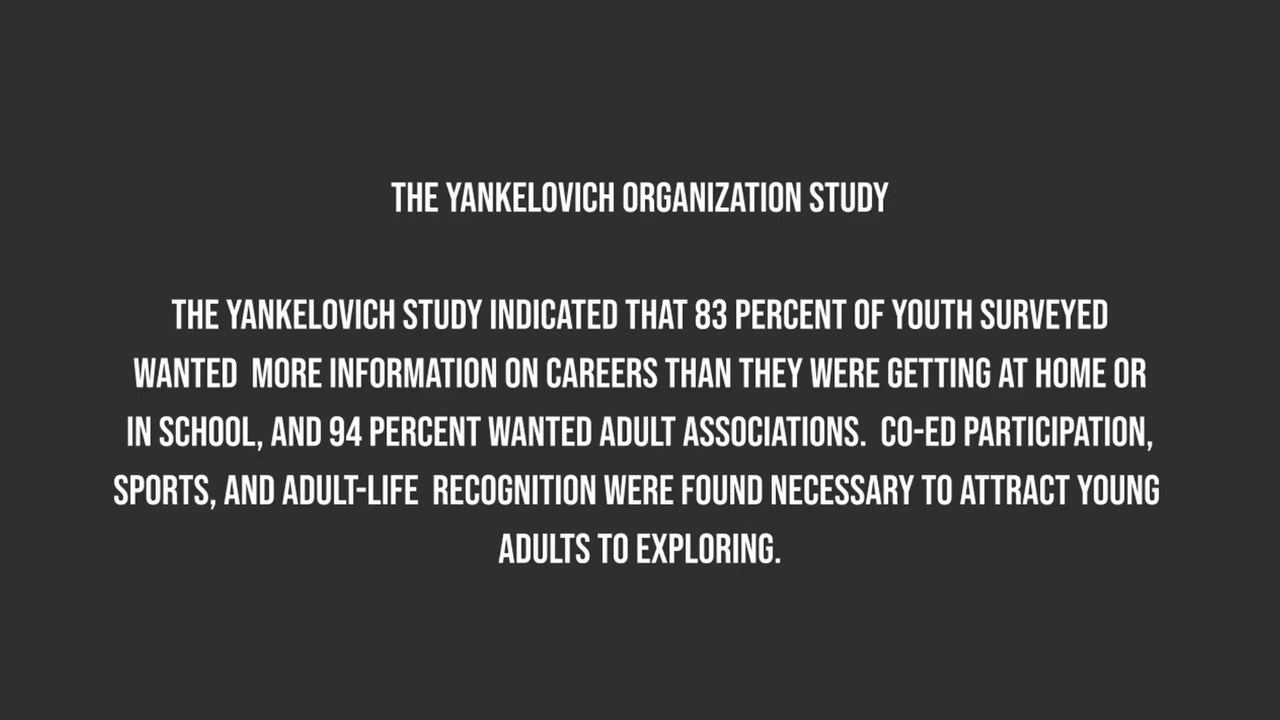 THE YANKELOVICH ORGANIZATION STUDY
THE YANKELOVICH STUDY INDICATED THAT 83 PERCENT OF YOUTH SURVEYED
WANTED  MORE INFORMATION ON CAREERS THAN THEY WERE GETTING AT HOME OR
IN SCHOOL, AND 94 PERCENT WANTED ADULT ASSOCIATIONS.  CO-ED PARTICIPATION,
SPORTS, AND ADULT-LIFE  RECOGNITION WERE FOUND NECESSARY TO ATTRACT YOUNG
ADULTS TO EXPLORING.